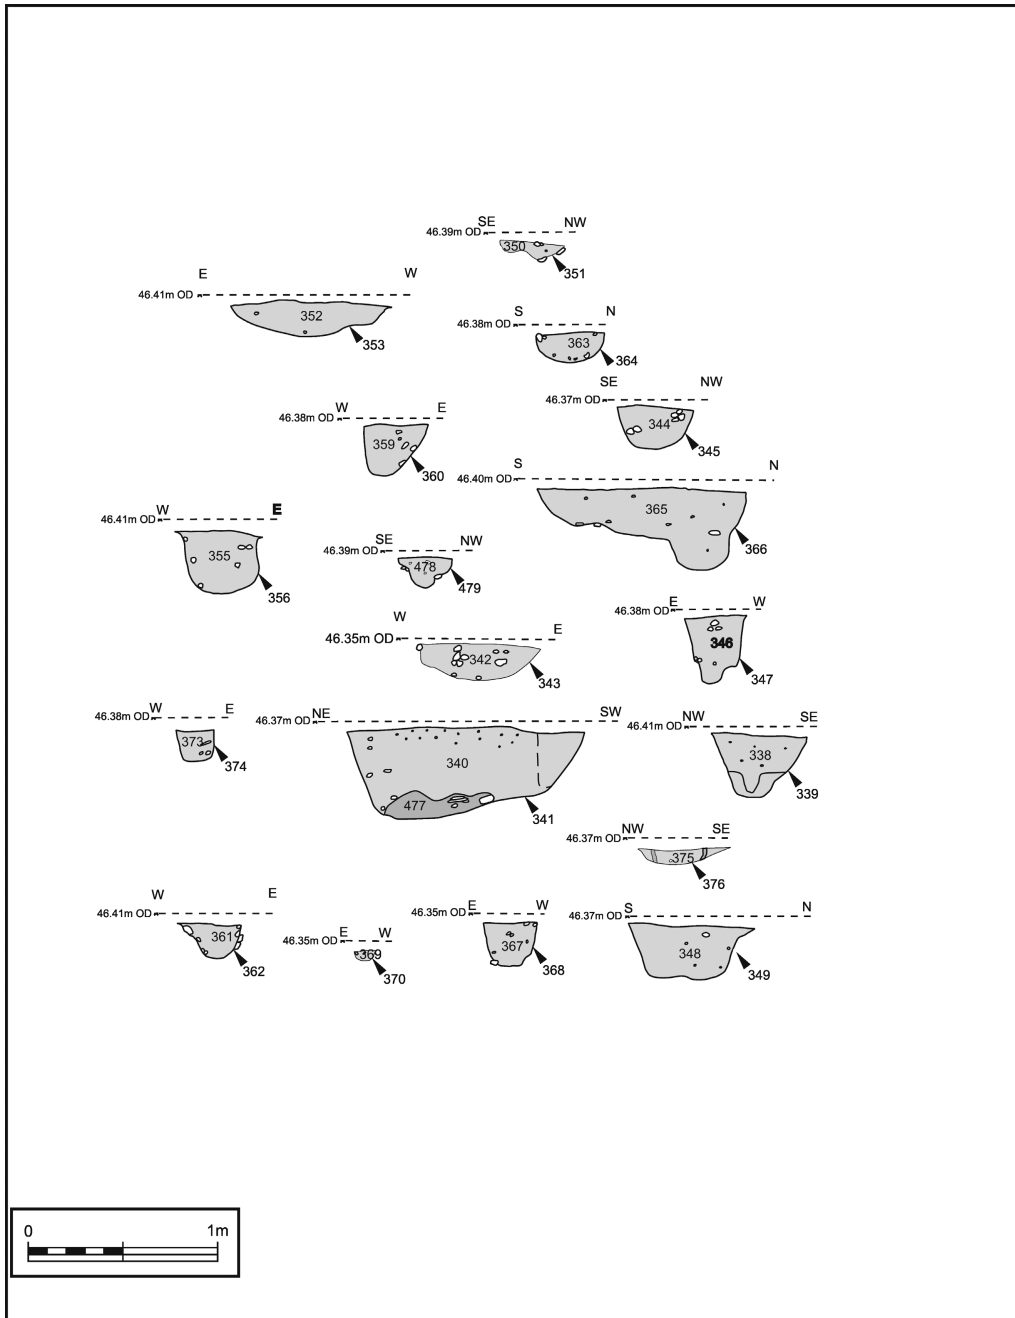 SE NW
46.39m OD
350
351
E W
46.41m OD
352
353
S N
46.38m OD
363
364
SE NW
46.37m OD
344
345
W E
46.38m OD
359
360
S N
46.40m OD
365
366
W E
46.41m OD
355
356
SE NW
46.39m OD
478
479
E W
46.38m OD
346
347
W E
46.35m OD
342
343
W E
46.38m OD
373
374
NE SW
46.37m OD
340
477
341
NW SE
46.41m OD
338
339
NW SE
46.37m OD
375
376
W E
46.41m OD
361
362
E W
46.35m OD
369
370
E W
46.35m OD
367
368
S N
46.37m OD
348
349
0 1m